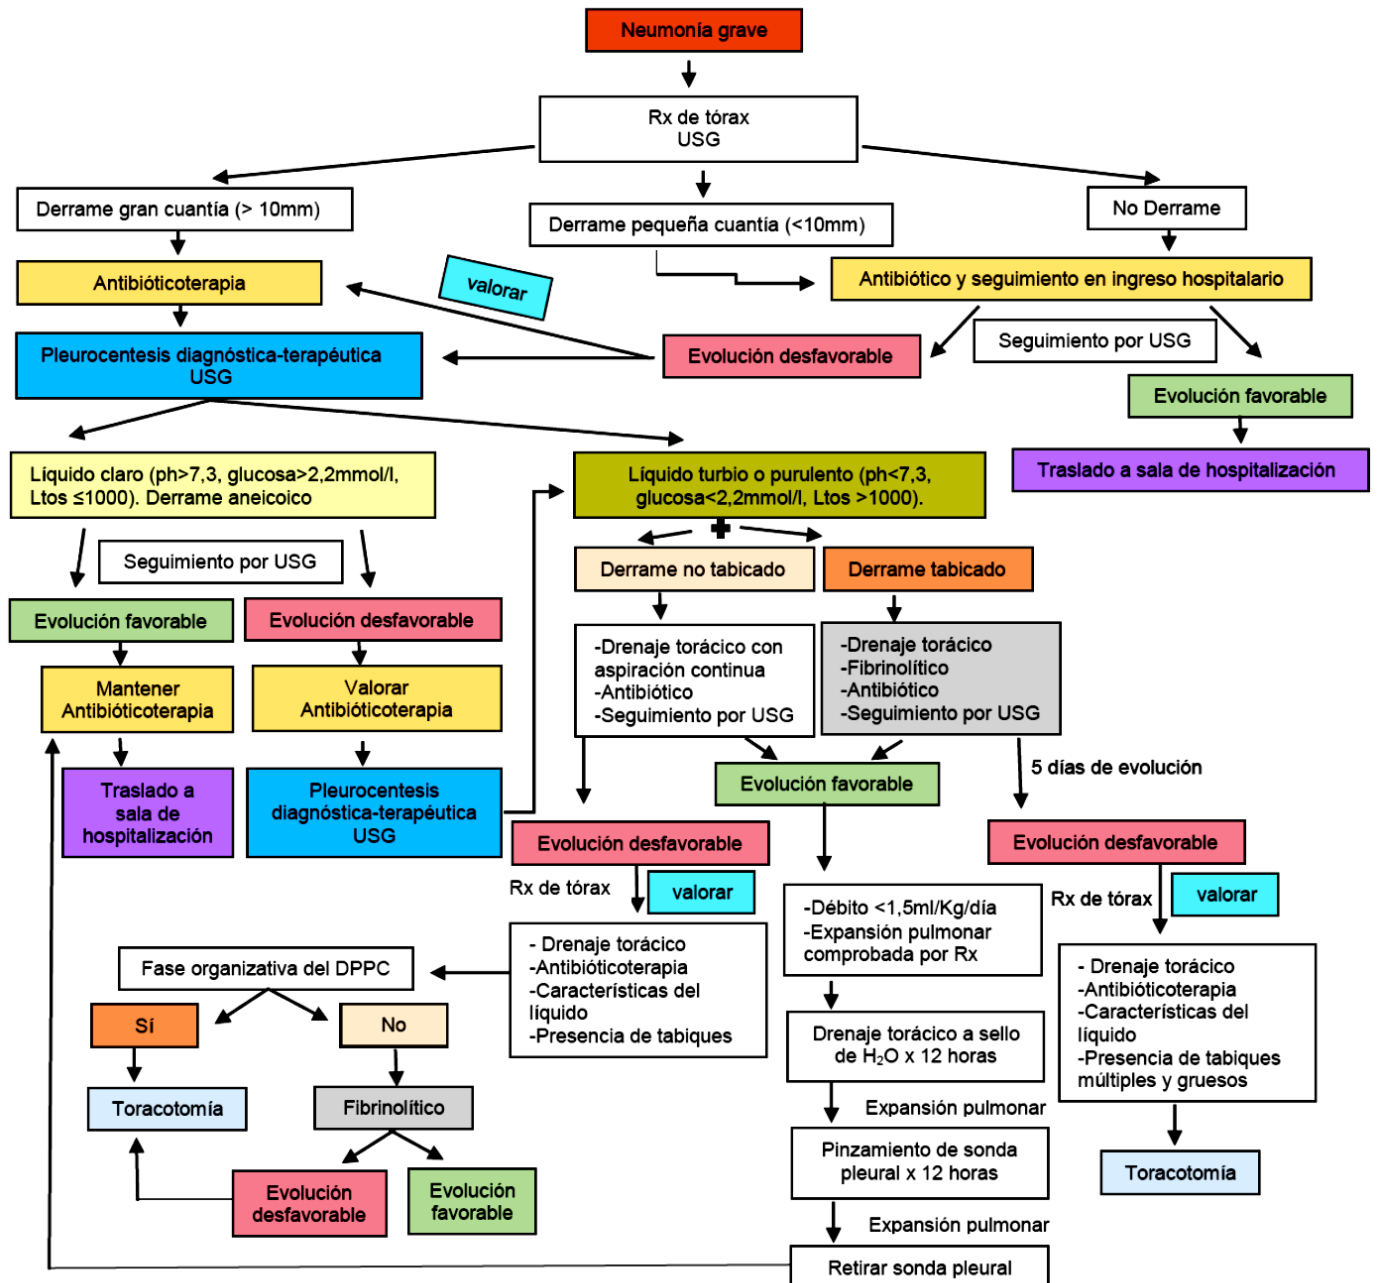 Neumonía grave
Rx de tórax
USG
Derrame gran cuantía (> 10mm)
Derrame pequeña cuantía (<10mm)
No Derrame
Antibióticoterapia
valorar
Antibiótico y seguimiento en ingreso hospitalario
Pleurocentesis diagnóstica-terapéutica
USG
Evolución desfavorable
Seguimiento por USG
Evolución favorable
Traslado a sala de hospitalización
Líquido claro (ph>7,3, glucosa>2,2mmol/l,
Ltos ≤1000). Derrame aneicoico
Líquido turbio o purulento (ph<7,3,
glucosa<2,2mmol/l, Ltos >1000).
Seguimiento por USG
Derrame no tabicado
Derrame tabicado
Evolución favorable
Evolución desfavorable
-Drenaje torácico con
aspiración continua
-Antibiótico
-Seguimiento por USG
-Drenaje torácico
-Fibrinolítico
-Antibiótico
-Seguimiento por USG
Mantener
Antibióticoterapia
Valorar
Antibióticoterapia
Traslado a
sala de
hospitalización
Pleurocentesis
diagnóstica-terapéutica
USG
Evolución favorable
5 días de evolución
Evolución desfavorable
Evolución desfavorable
Rx de tórax
valorar
Rx de tórax
valorar
-Débito <1,5ml/Kg/día
-Expansión pulmonar
comprobada por Rx
- Drenaje torácico
-Antibióticoterapia
-Características del
líquido
-Presencia de tabiques
Fase organizativa del DPPC
- Drenaje torácico
-Antibióticoterapia
-Características del
líquido
-Presencia de tabiques
múltiples y gruesos
Sí
No
Drenaje torácico a sello
de H₂O x 12 horas
Toracotomía
Fibrinolítico
Expansión pulmonar
Pinzamiento de sonda
pleural x 12 horas
Toracotomía
Evolución
desfavorable
Evolución
favorable
Expansión pulmonar
Retirar sonda pleural